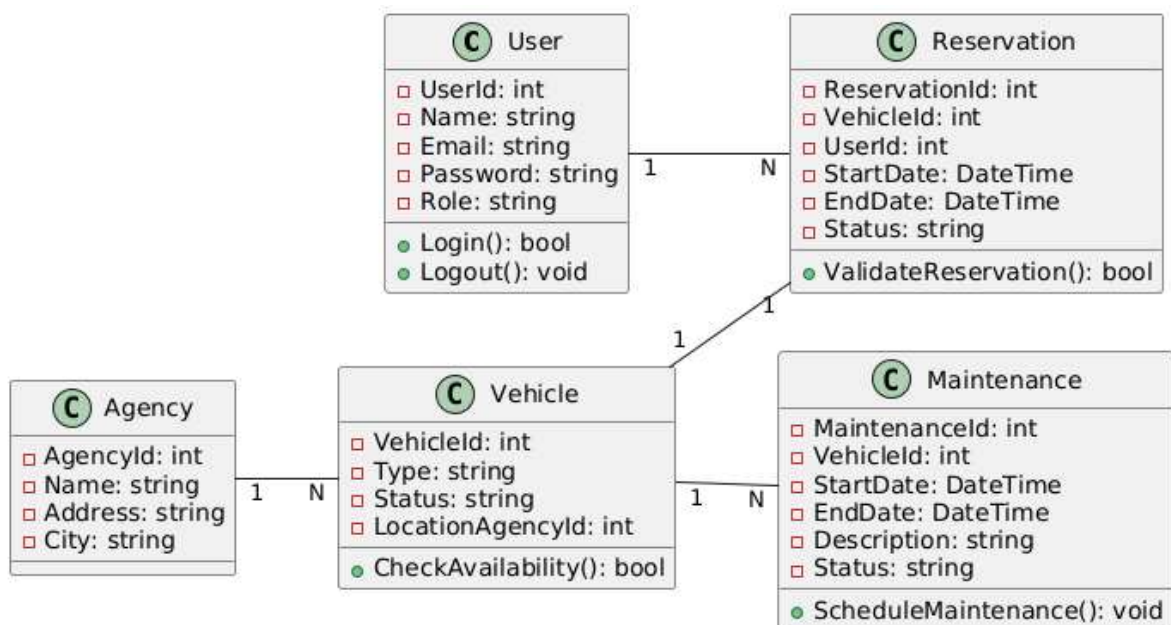 C User
UserId: int
Name: string
Email: string
Password: string
Role: string
Login(): bool
Logout(): void
C Reservation
ReservationId: int
VehicleId: int
UserId: int
StartDate: DateTime
EndDate: DateTime
Status: string
ValidateReservation(): bool
1 N
1
1
C Agency
AgencyId: int
Name: string
Address: string
City: string
1 N
C Vehicle
VehicleId: int
Type: string
Status: string
LocationAgencyId: int
CheckAvailability(): bool
1 N
C Maintenance
MaintenanceId: int
VehicleId: int
StartDate: DateTime
EndDate: DateTime
Description: string
Status: string
ScheduleMaintenance(): void